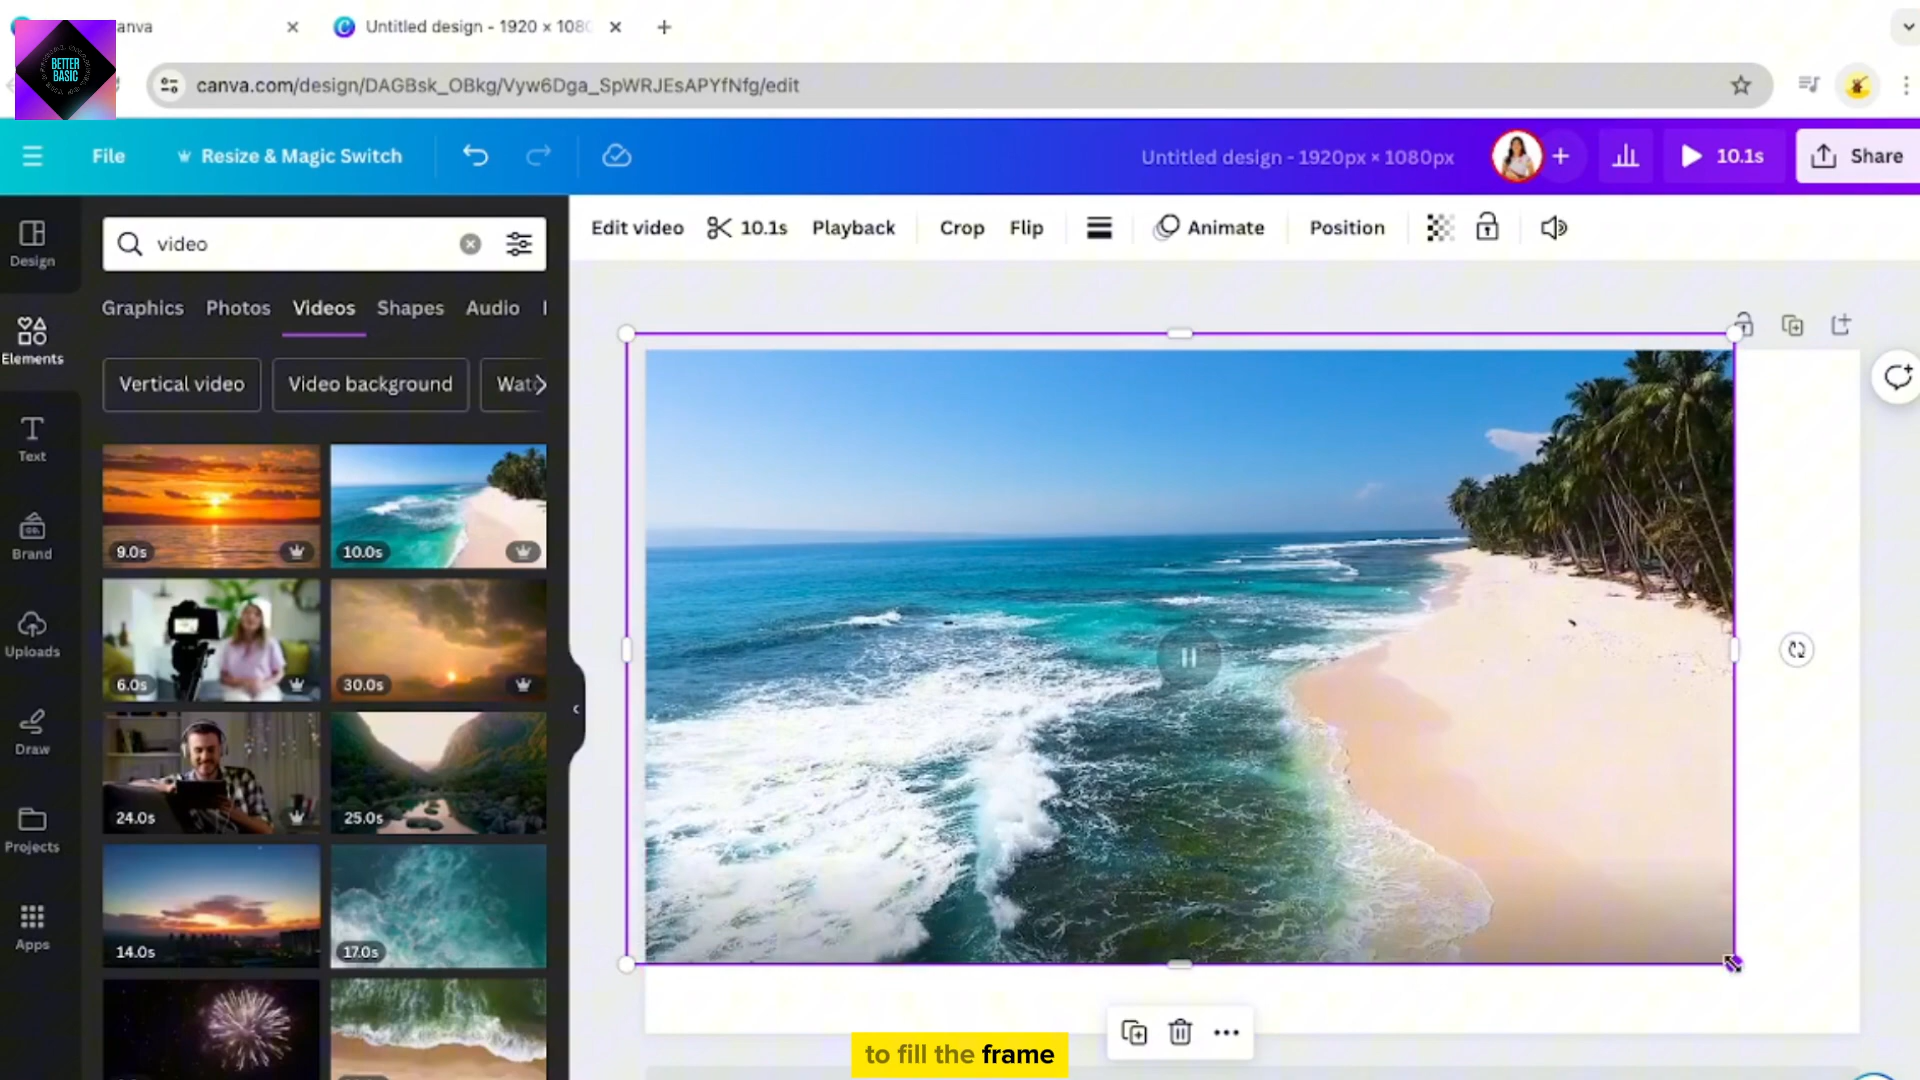 anva
Untitled design - 1920 × 108
BETTER
BASIC
canva.com/design/DAGBsk_OBkg/Vyw6Dga_SpWRJEsAPYfNfg/edit
File
Resize & Magic Switch
Untitled design - 1920px × 1080px
10.1s
Share
Design
Elements
Text
Brand
Uploads
Draw
Projects
Apps
video
Graphics
Photos
Videos
Shapes
Audio
Vertical video
Video background
Wat
9.0s
10.0s
6.0s
30.0s
24.0s
25.0s
14.0s
17.0s
Edit video
10.1s
Playback
Crop
Flip
Animate
Position
to fill the frame